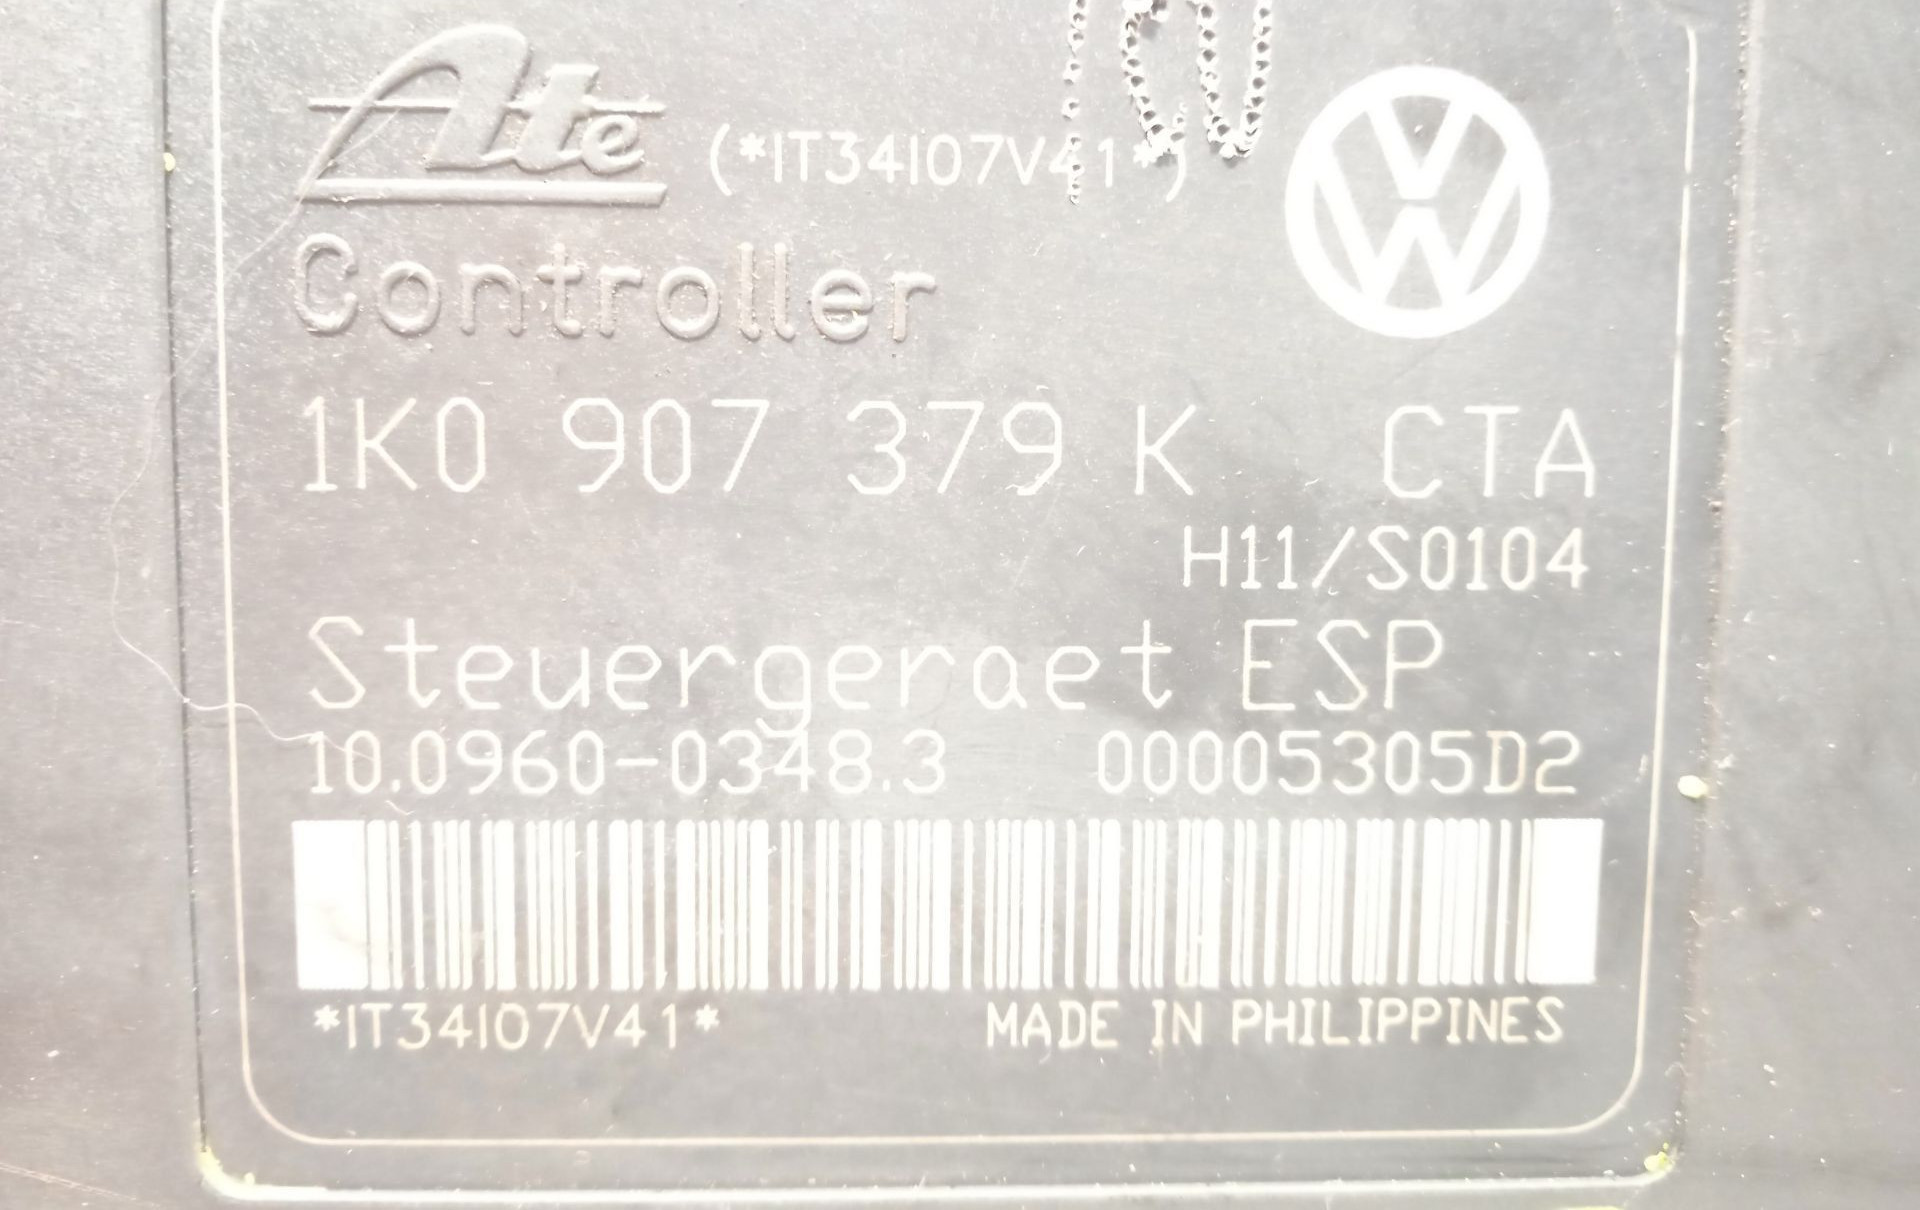 Ate (*IT34I07V41*)
Controller
1K0 907 379 K CTA
H11/S0104
Steuergeraet ESP
10.0960-0348.3 00005305D2
*IT34I07V41* MADE IN PHILIPPINES